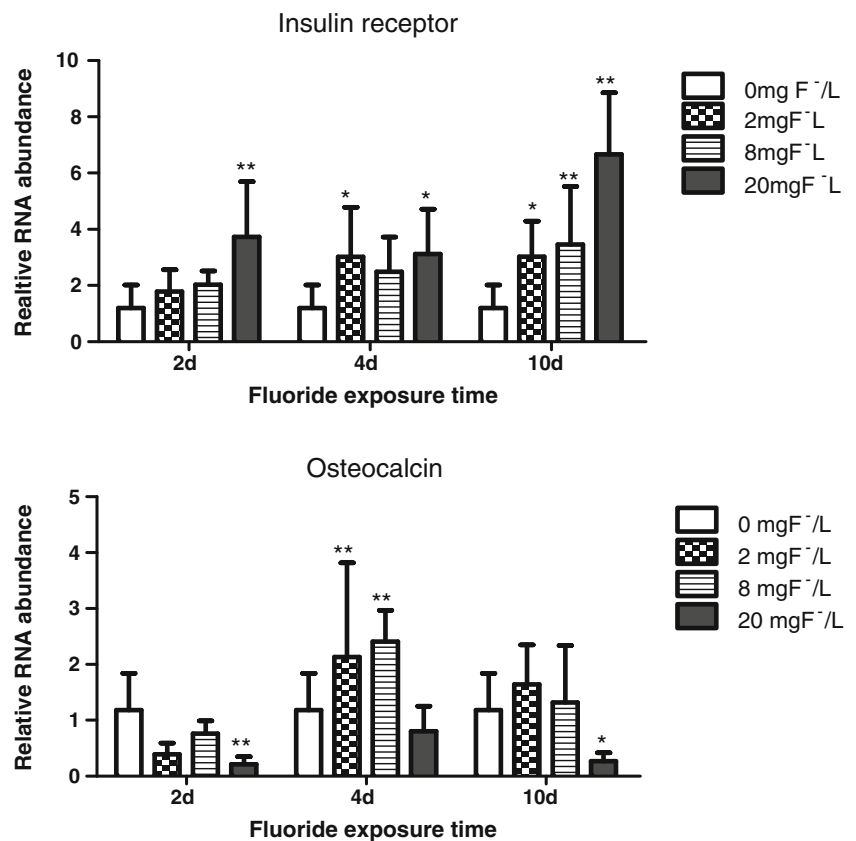 Insulin receptor
Realtive RNA abundance
10
8
6
4
2
0
** * * * ** **
2d 4d 10d
Fluoride exposure time
0mg F⁻/L
2mgF⁻L
8mgF⁻L
20mgF⁻L
Osteocalcin
Relative RNA abundance
5
4
3
2
1
0
** ** ** *
2d 4d 10d
Fluoride exposure time
0 mgF⁻/L
2 mgF⁻/L
8 mgF⁻/L
20 mgF⁻/L